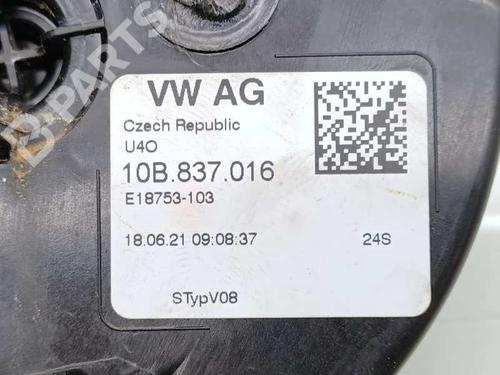 B-PARTS
VW AG
Czech Republic
U4O
10B.837.016
E18753-103
18.06.21 09:08:37 24S
STypV08